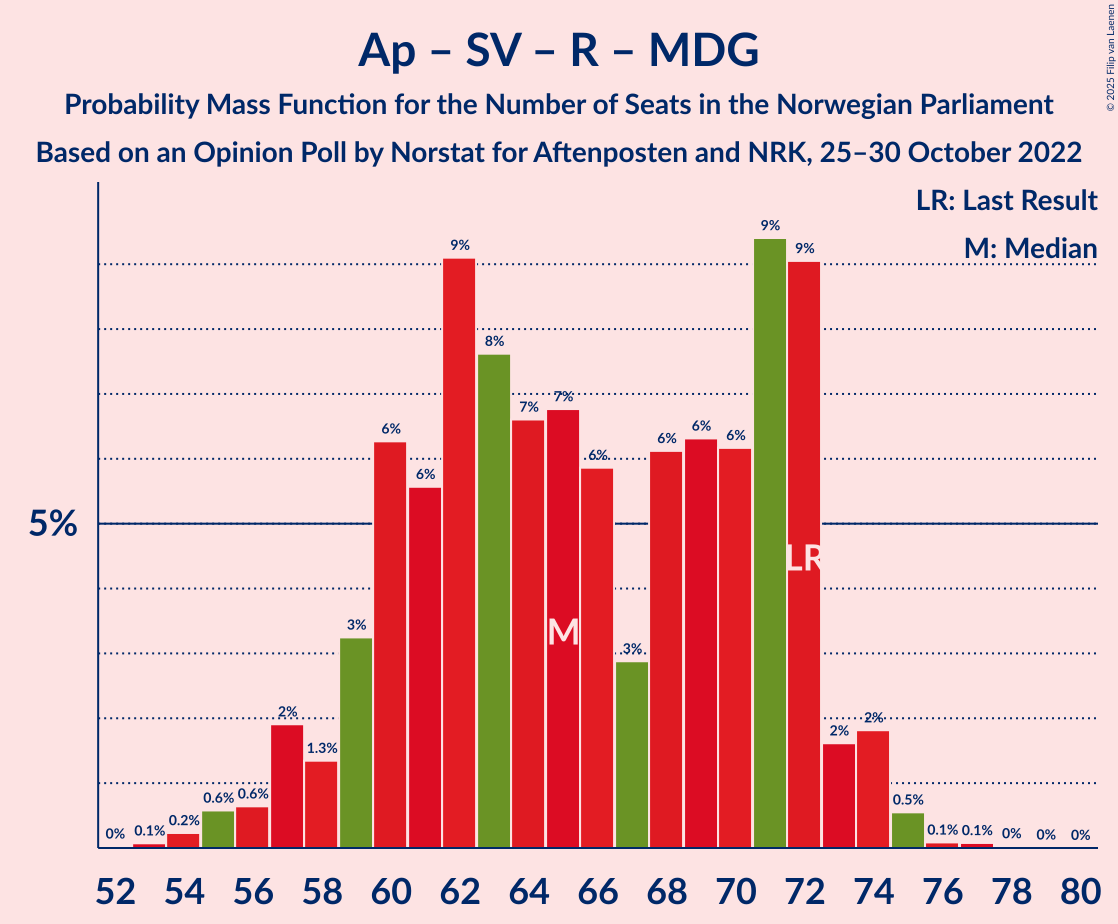 Ap – SV – R – MDG
Probability Mass Function for the Number of Seats in the Norwegian Parliament
Based on an Opinion Poll by Norstat for Aftenposten and NRK, 25–30 October 2022
© 2025 Filip van Laenen
LR: Last Result
M: Median
5%
0% 0.1% 0.2% 0.6% 0.6% 2% 1.3% 3% 6% 6% 9% 8% 7% 7% 6% 3% 6% 6% 6% 9% 9% 2% 2% 0.5% 0.1% 0.1% 0% 0% 0%
LR
M
52 54 56 58 60 62 64 66 68 70 72 74 76 78 80